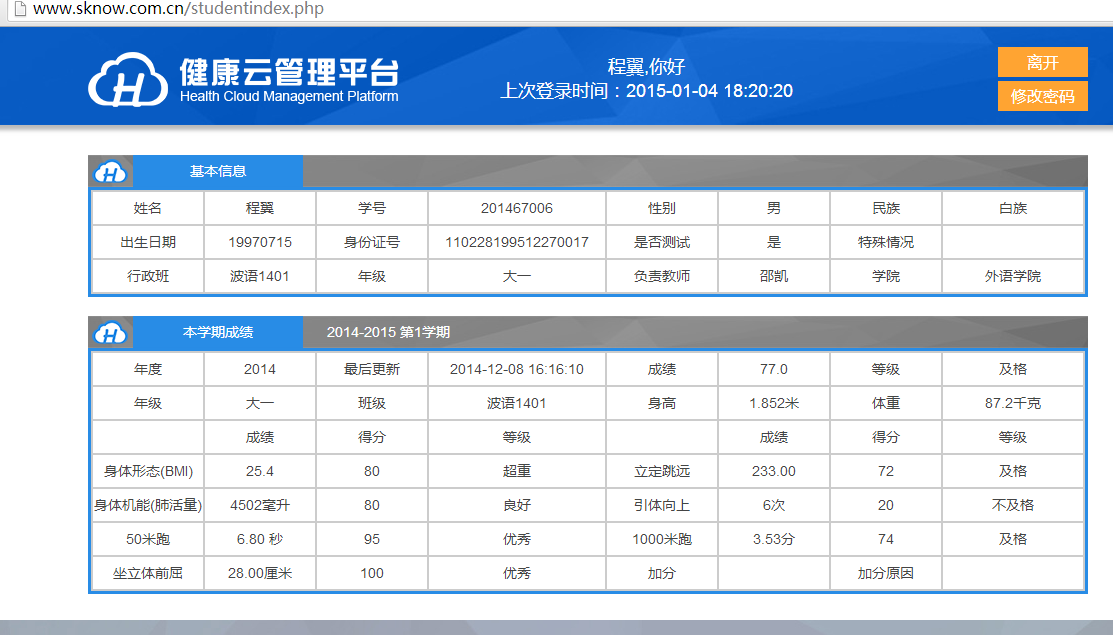 www.sknow.com.cn/studentindex.php
健康云管理平台
Health Cloud Management Platform
程翼,你好
上次登录时间：2015-01-04 18:20:20
离开
修改密码
基本信息
姓名 程翼 学号 201467006 性别 男 民族 白族
出生日期 19970715 身份证号 110228199512270017 是否测试 是 特殊情况
行政班 波语1401 年级 大一 负责教师 邵凯 学院 外语学院
本学期成绩 2014-2015 第1学期
年度 2014 最后更新 2014-12-08 16:16:10 成绩 77.0 等级 及格
年级 大一 班级 波语1401 身高 1.852米 体重 87.2千克
成绩 得分 等级 成绩 得分 等级
身体形态(BMI) 25.4 80 超重 立定跳远 233.00 72 及格
身体机能(肺活量) 4502毫升 80 良好 引体向上 6次 20 不及格
50米跑 6.80 秒 95 优秀 1000米跑 3.53分 74 及格
坐立体前屈 28.00厘米 100 优秀 加分 加分原因